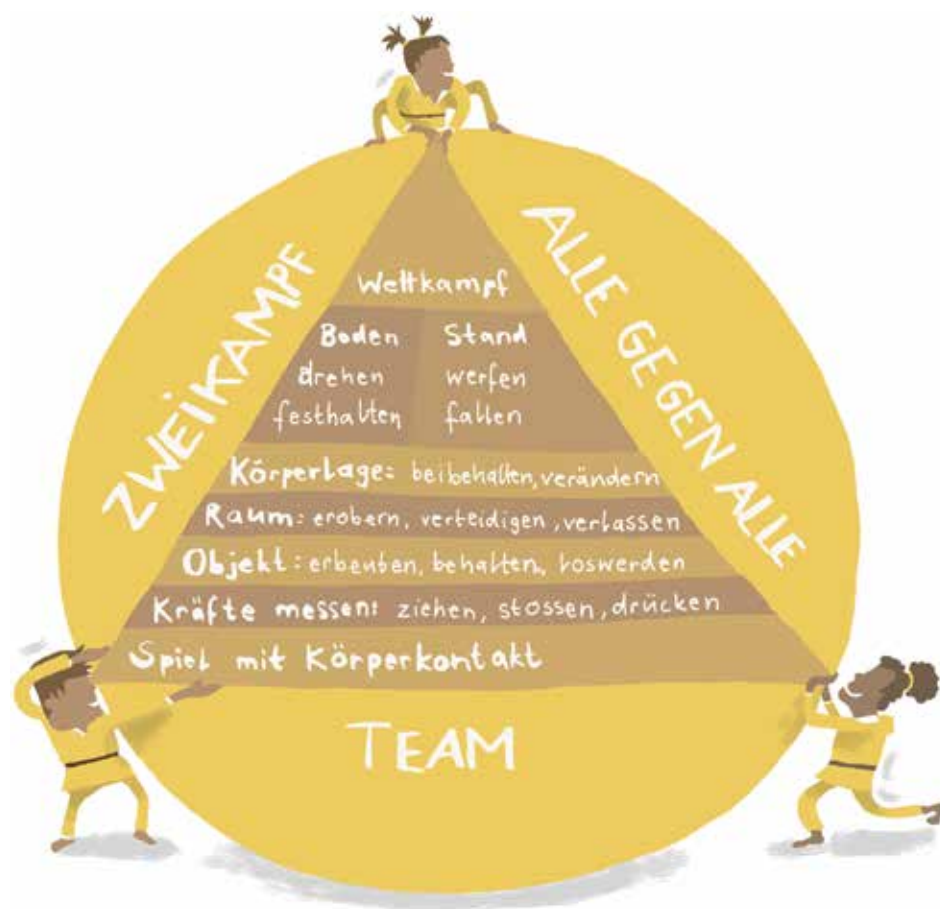 ZWEIKAMPF
ALLE GEGEN ALLE
Wettkampf
Boden
drehen
festhalten
Stand
werfen
fallen
Körperlage: beibehalten, verändern
Raum: erobern, verteidigen, verlassen
Objekt: erbeuten, behalten, loswerden
Kräfte messen: ziehen, stossen, drücken
Spiel mit Körperkontakt
TEAM